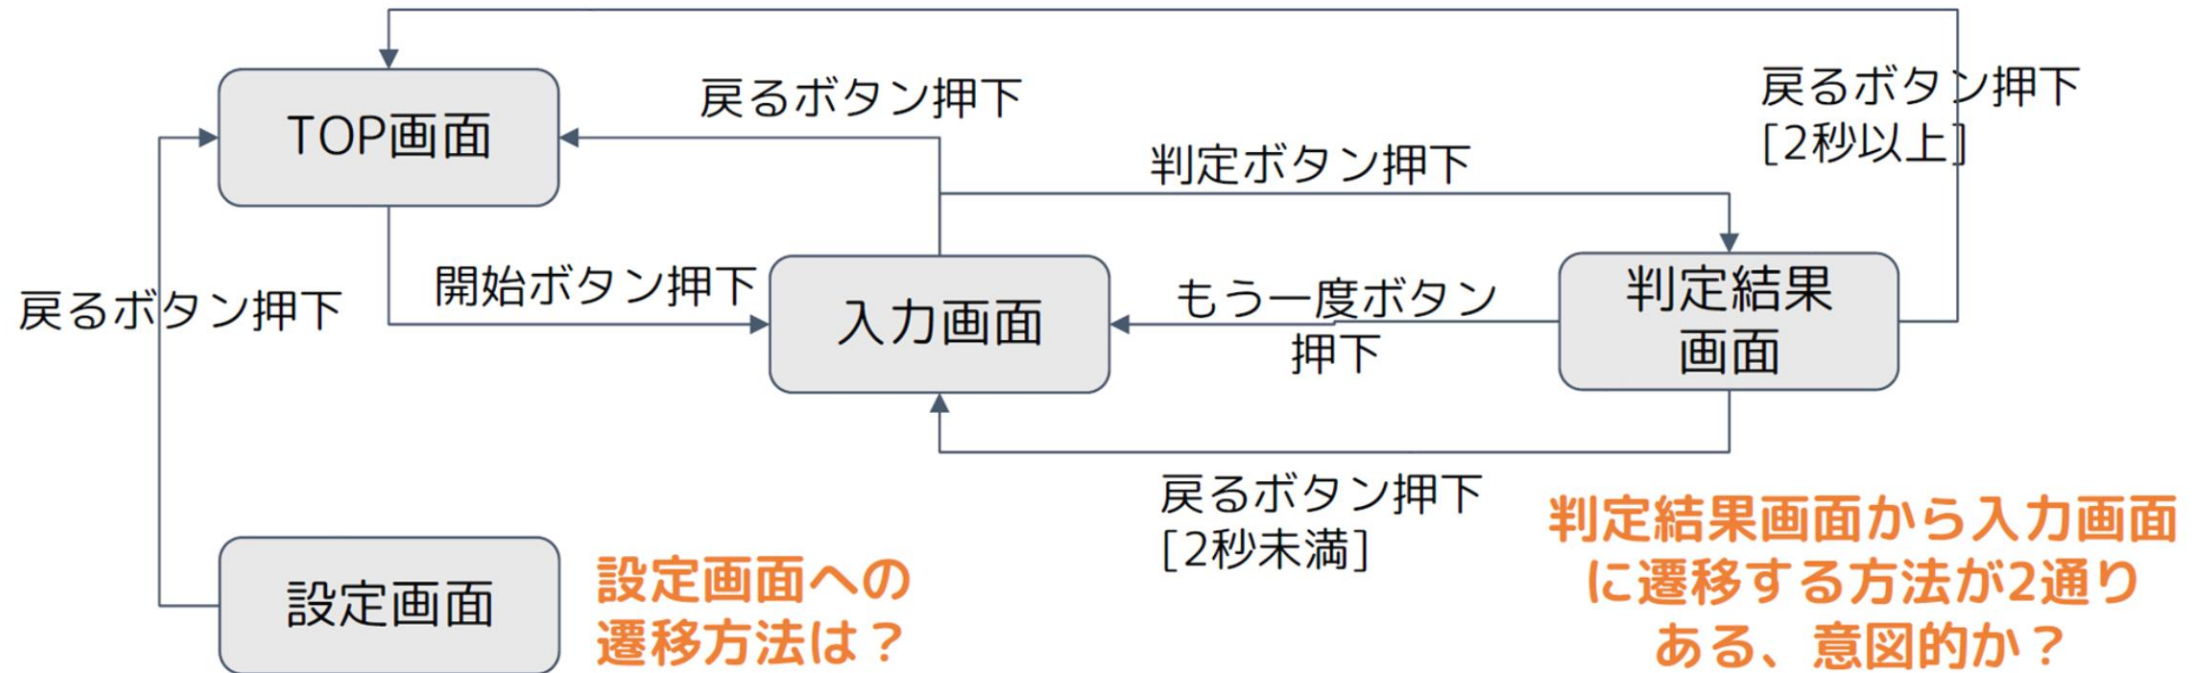 戻るボタン押下
[2秒以上]
TOP画面
戻るボタン押下
判定ボタン押下
戻るボタン押下
開始ボタン押下
入力画面
もう一度ボタン
押下
判定結果
画面
戻るボタン押下
[2秒未満]
設定画面
設定画面への
遷移方法は？
判定結果画面から入力画面
に遷移する方法が2通り
ある、意図的か？